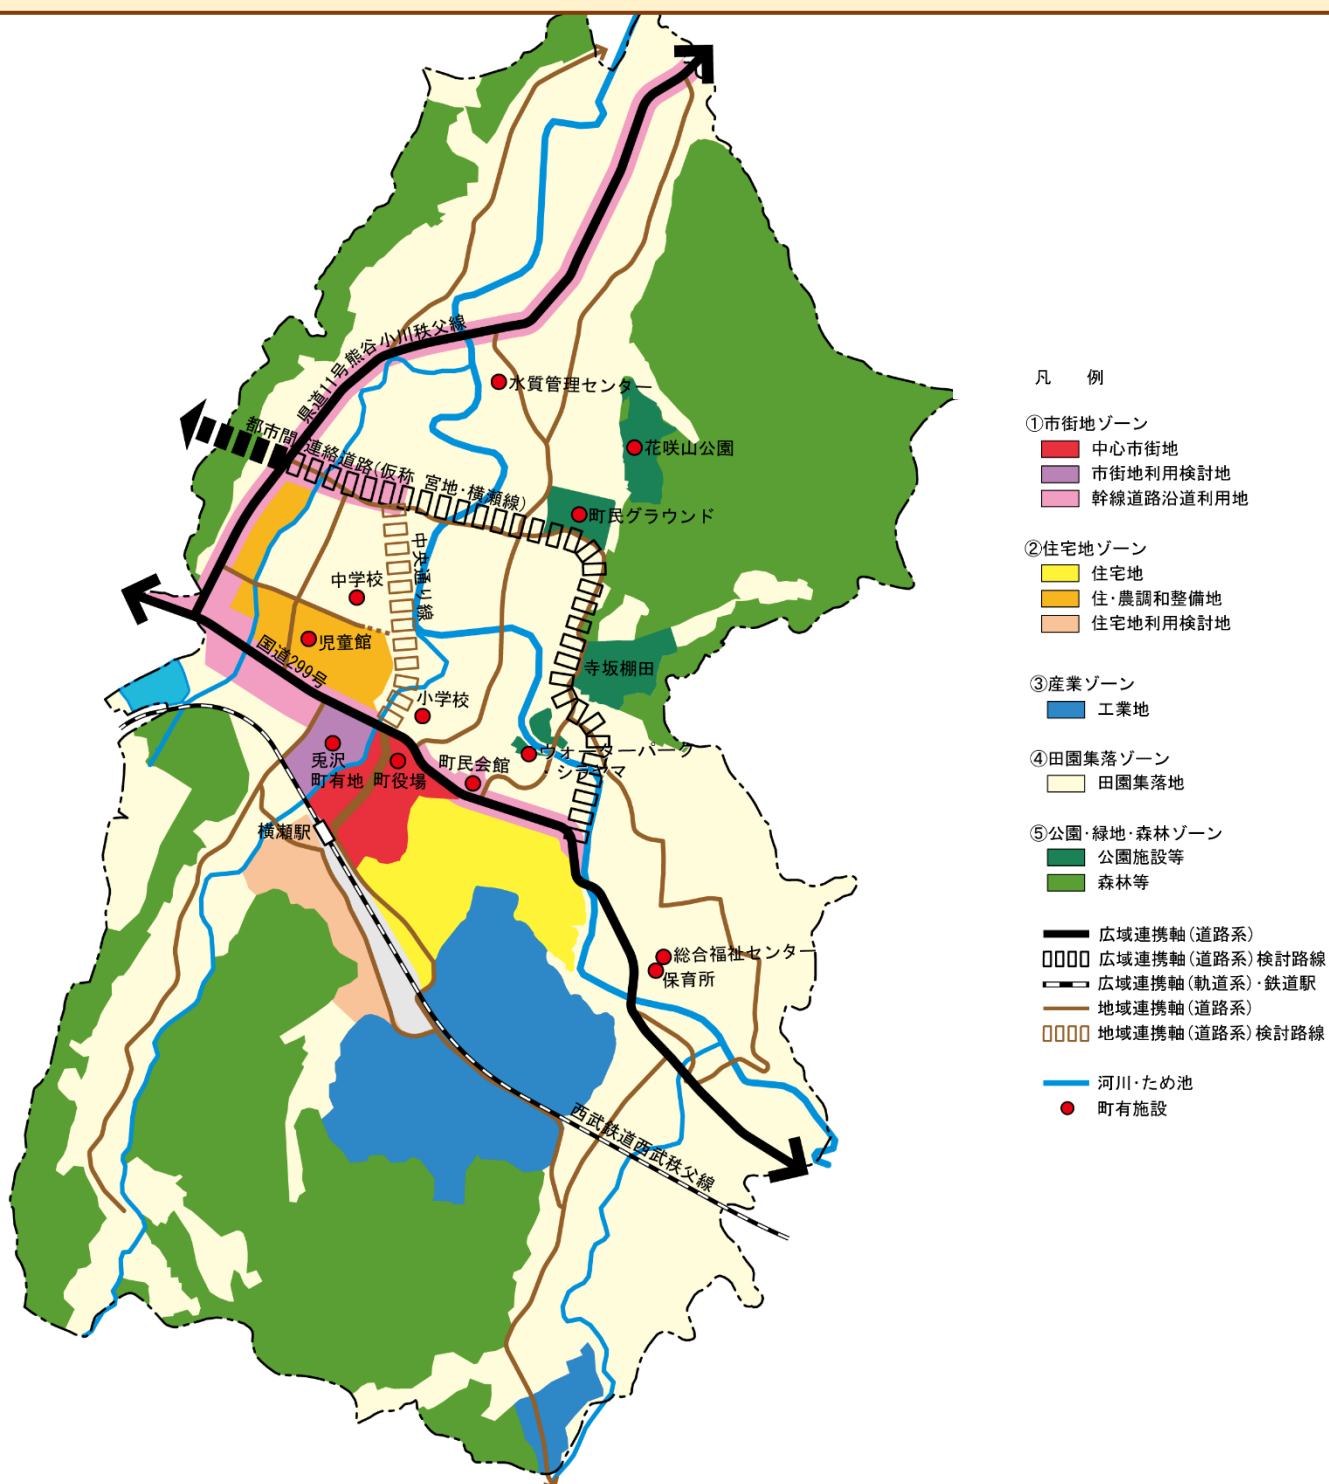 県道11号熊谷小川秩父線
水質管理センター
都市間 連絡道路(仮称 宮地・横瀬線)
花咲山公園
町民グラウンド
中央通り線
中学校
児童館
国道299号
寺坂棚田
小学校
兎沢
町有地
町役場
町民会館
ウォーターパーク
・シラヤマ
横瀬駅
総合福祉センター
保育所
西武鉄道西武秩父線
凡 例
①市街地ゾーン
中心市街地
市街地利用検討地
幹線道路沿道利用地
②住宅地ゾーン
住宅地
住・農調和整備地
住宅地利用検討地
③産業ゾーン
工業地
④田園集落ゾーン
田園集落地
⑤公園・緑地・森林ゾーン
公園施設等
森林等
広域連携軸(道路系)
広域連携軸(道路系)検討路線
広域連携軸(軌道系)・鉄道駅
地域連携軸(道路系)
地域連携軸(道路系)検討路線
河川・ため池
町有施設